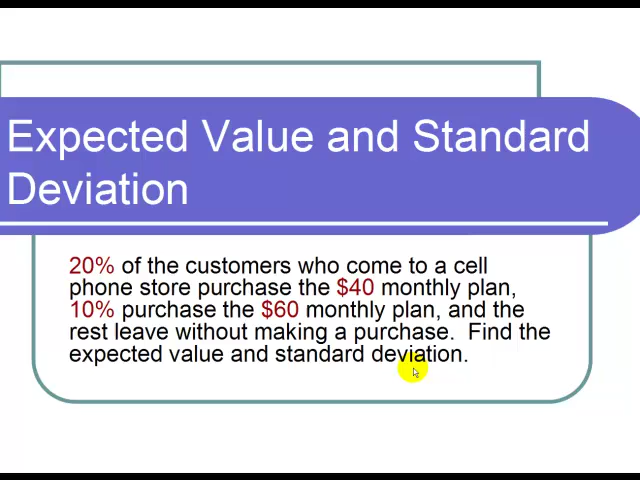 Expected Value and Standard
Deviation
20% of the customers who come to a cell
phone store purchase the $40 monthly plan,
10% purchase the $60 monthly plan, and the
rest leave without making a purchase.  Find the
expected value and standard deviation.